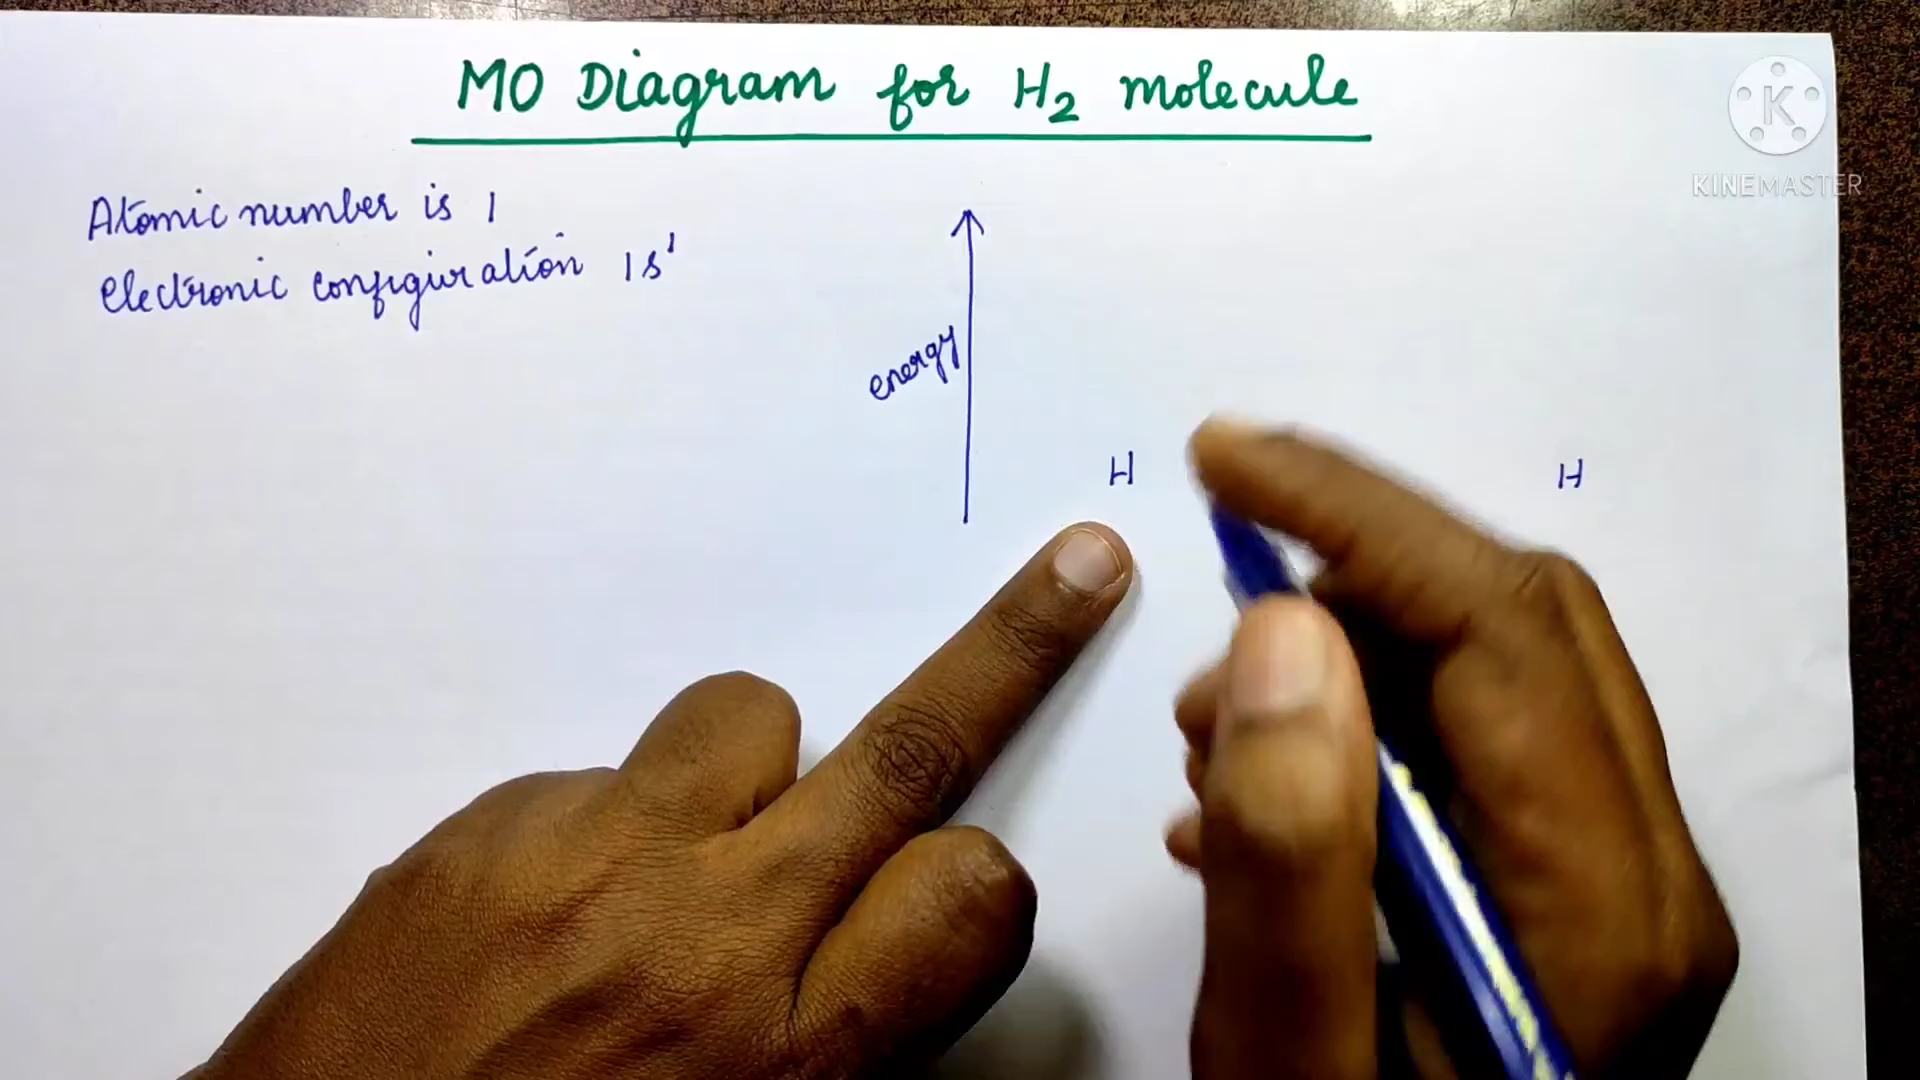 MO Diagram for H₂ molecule
K
KINEMASTER
Atomic number is 1
electronic configuration 1s¹
energy
H H